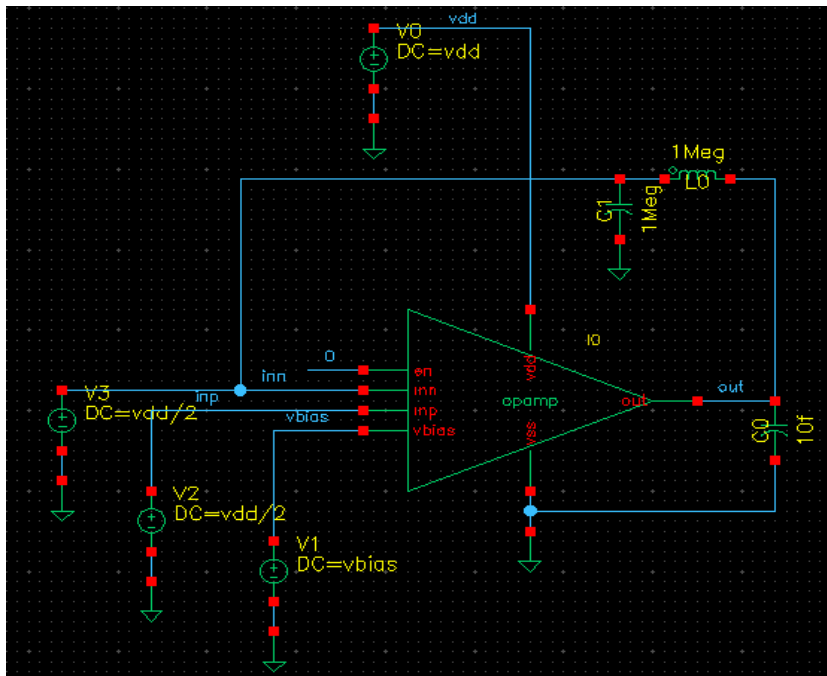 vdd
V0
DC=vdd
1Meg
L0
C1
1Meg
I0
0
en
vdd
inn
inn
V3
DC=vdd/2
inp
inp
opamp
out
out
vbias
vbias
vss
C0
10f
V2
DC=vdd/2
V1
DC=vbias